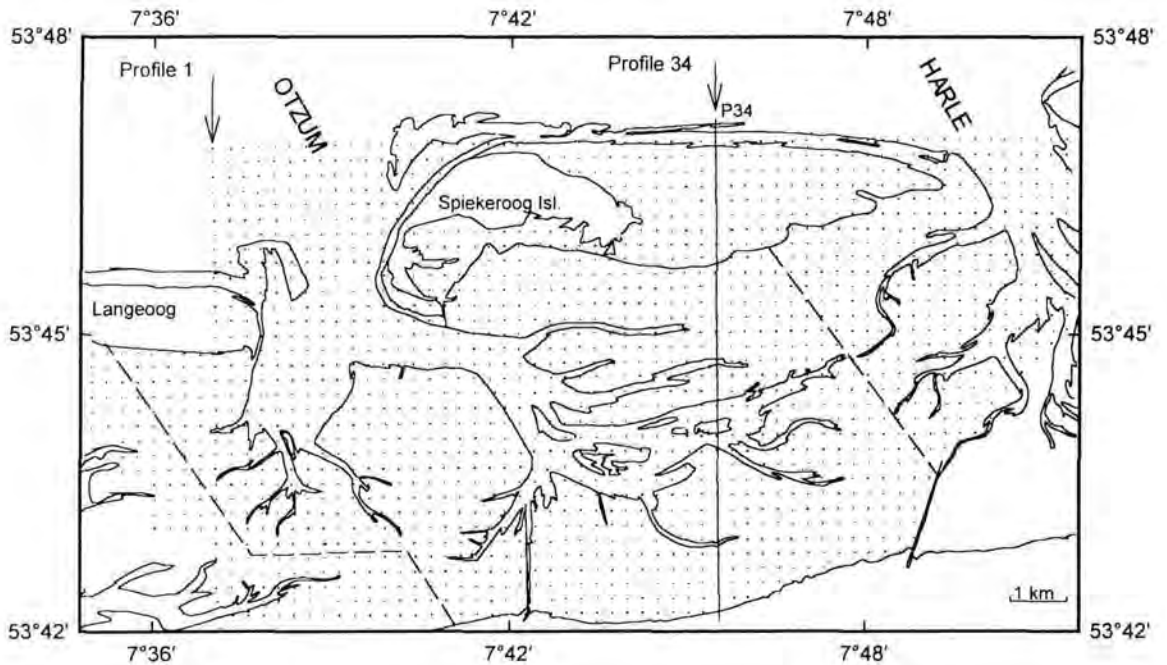 7°36' 7°42' 7°48'
53°48' 53°48'
Profile 1 OTZUM Profile 34 HARLE
P34
Spiekeroog Isl.
Langeoog
53°45' 53°45'
1 km
53°42' 53°42'
7°36' 7°42' 7°48'